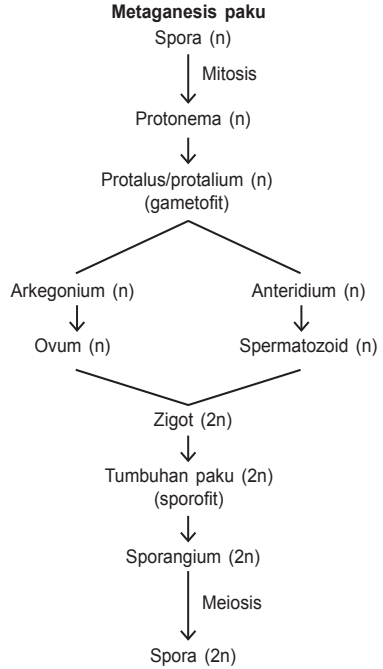 Metaganesis paku
Spora (n)
Mitosis
Protonema (n)
Protalus/protalium (n)
(gametofit)
Arkegonium (n)
Anteridium (n)
Ovum (n)
Spermatozoid (n)
Zigot (2n)
Tumbuhan paku (2n)
(sporofit)
Sporangium (2n)
Meiosis
Spora (2n)